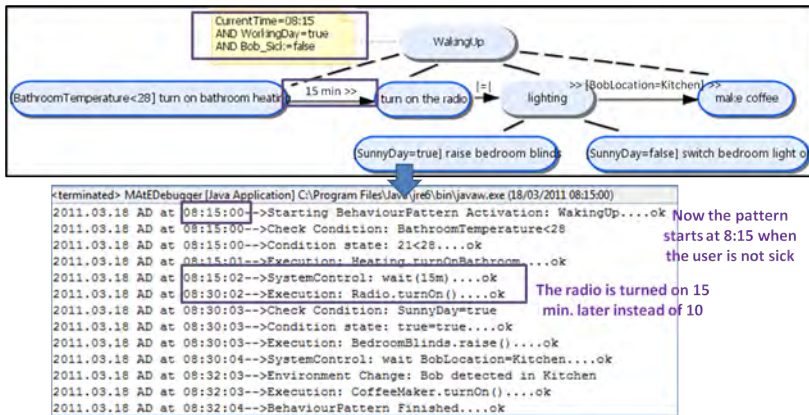 CurrentTime=08:15
AND WorkingDay=true
AND Bob_Sick=false
WakingUp
[BathroomTemperature<28] turn on bathroom heating
15 min >>
turn on the radio
|=|
lighting
>> [BobLocation=Kitchen] >>
make coffee
[SunnyDay=true] raise bedroom blinds
[SunnyDay=false] switch bedroom light o
<terminated> MAtEDebugger [Java Application] C:\Program Files\Java\jre6\bin\javaw.exe (18/03/2011 08:15:00)
2011.03.18 AD at 08:15:00-->Starting BehaviourPattern Activation: WakingUp....ok
2011.03.18 AD at 08:15:00-->Check Condition: BathroomTemperature<28
2011.03.18 AD at 08:15:00-->Condition state: 21<28....ok
2011.03.18 AD at 08:15:01-->Execution: Heating.turnOnBathroom....ok
2011.03.18 AD at 08:15:02-->SystemControl: wait(15m)....ok
2011.03.18 AD at 08:30:02-->Execution: Radio.turnOn()....ok
2011.03.18 AD at 08:30:03-->Check Condition: SunnyDay=true
2011.03.18 AD at 08:30:03-->Condition state: true=true....ok
2011.03.18 AD at 08:30:03-->Execution: BedroomBlinds.raise()....ok
2011.03.18 AD at 08:30:04-->SystemControl: wait BobLocation=Kitchen....ok
2011.03.18 AD at 08:32:03-->Environment Change: Bob detected in Kitchen
2011.03.18 AD at 08:32:03-->Execution: CoffeeMaker.turnOn()....ok
2011.03.18 AD at 08:32:04-->BehaviourPattern Finished....ok
Now the pattern
starts at 8:15 when
the user is not sick
The radio is turned on 15
min. later instead of 10